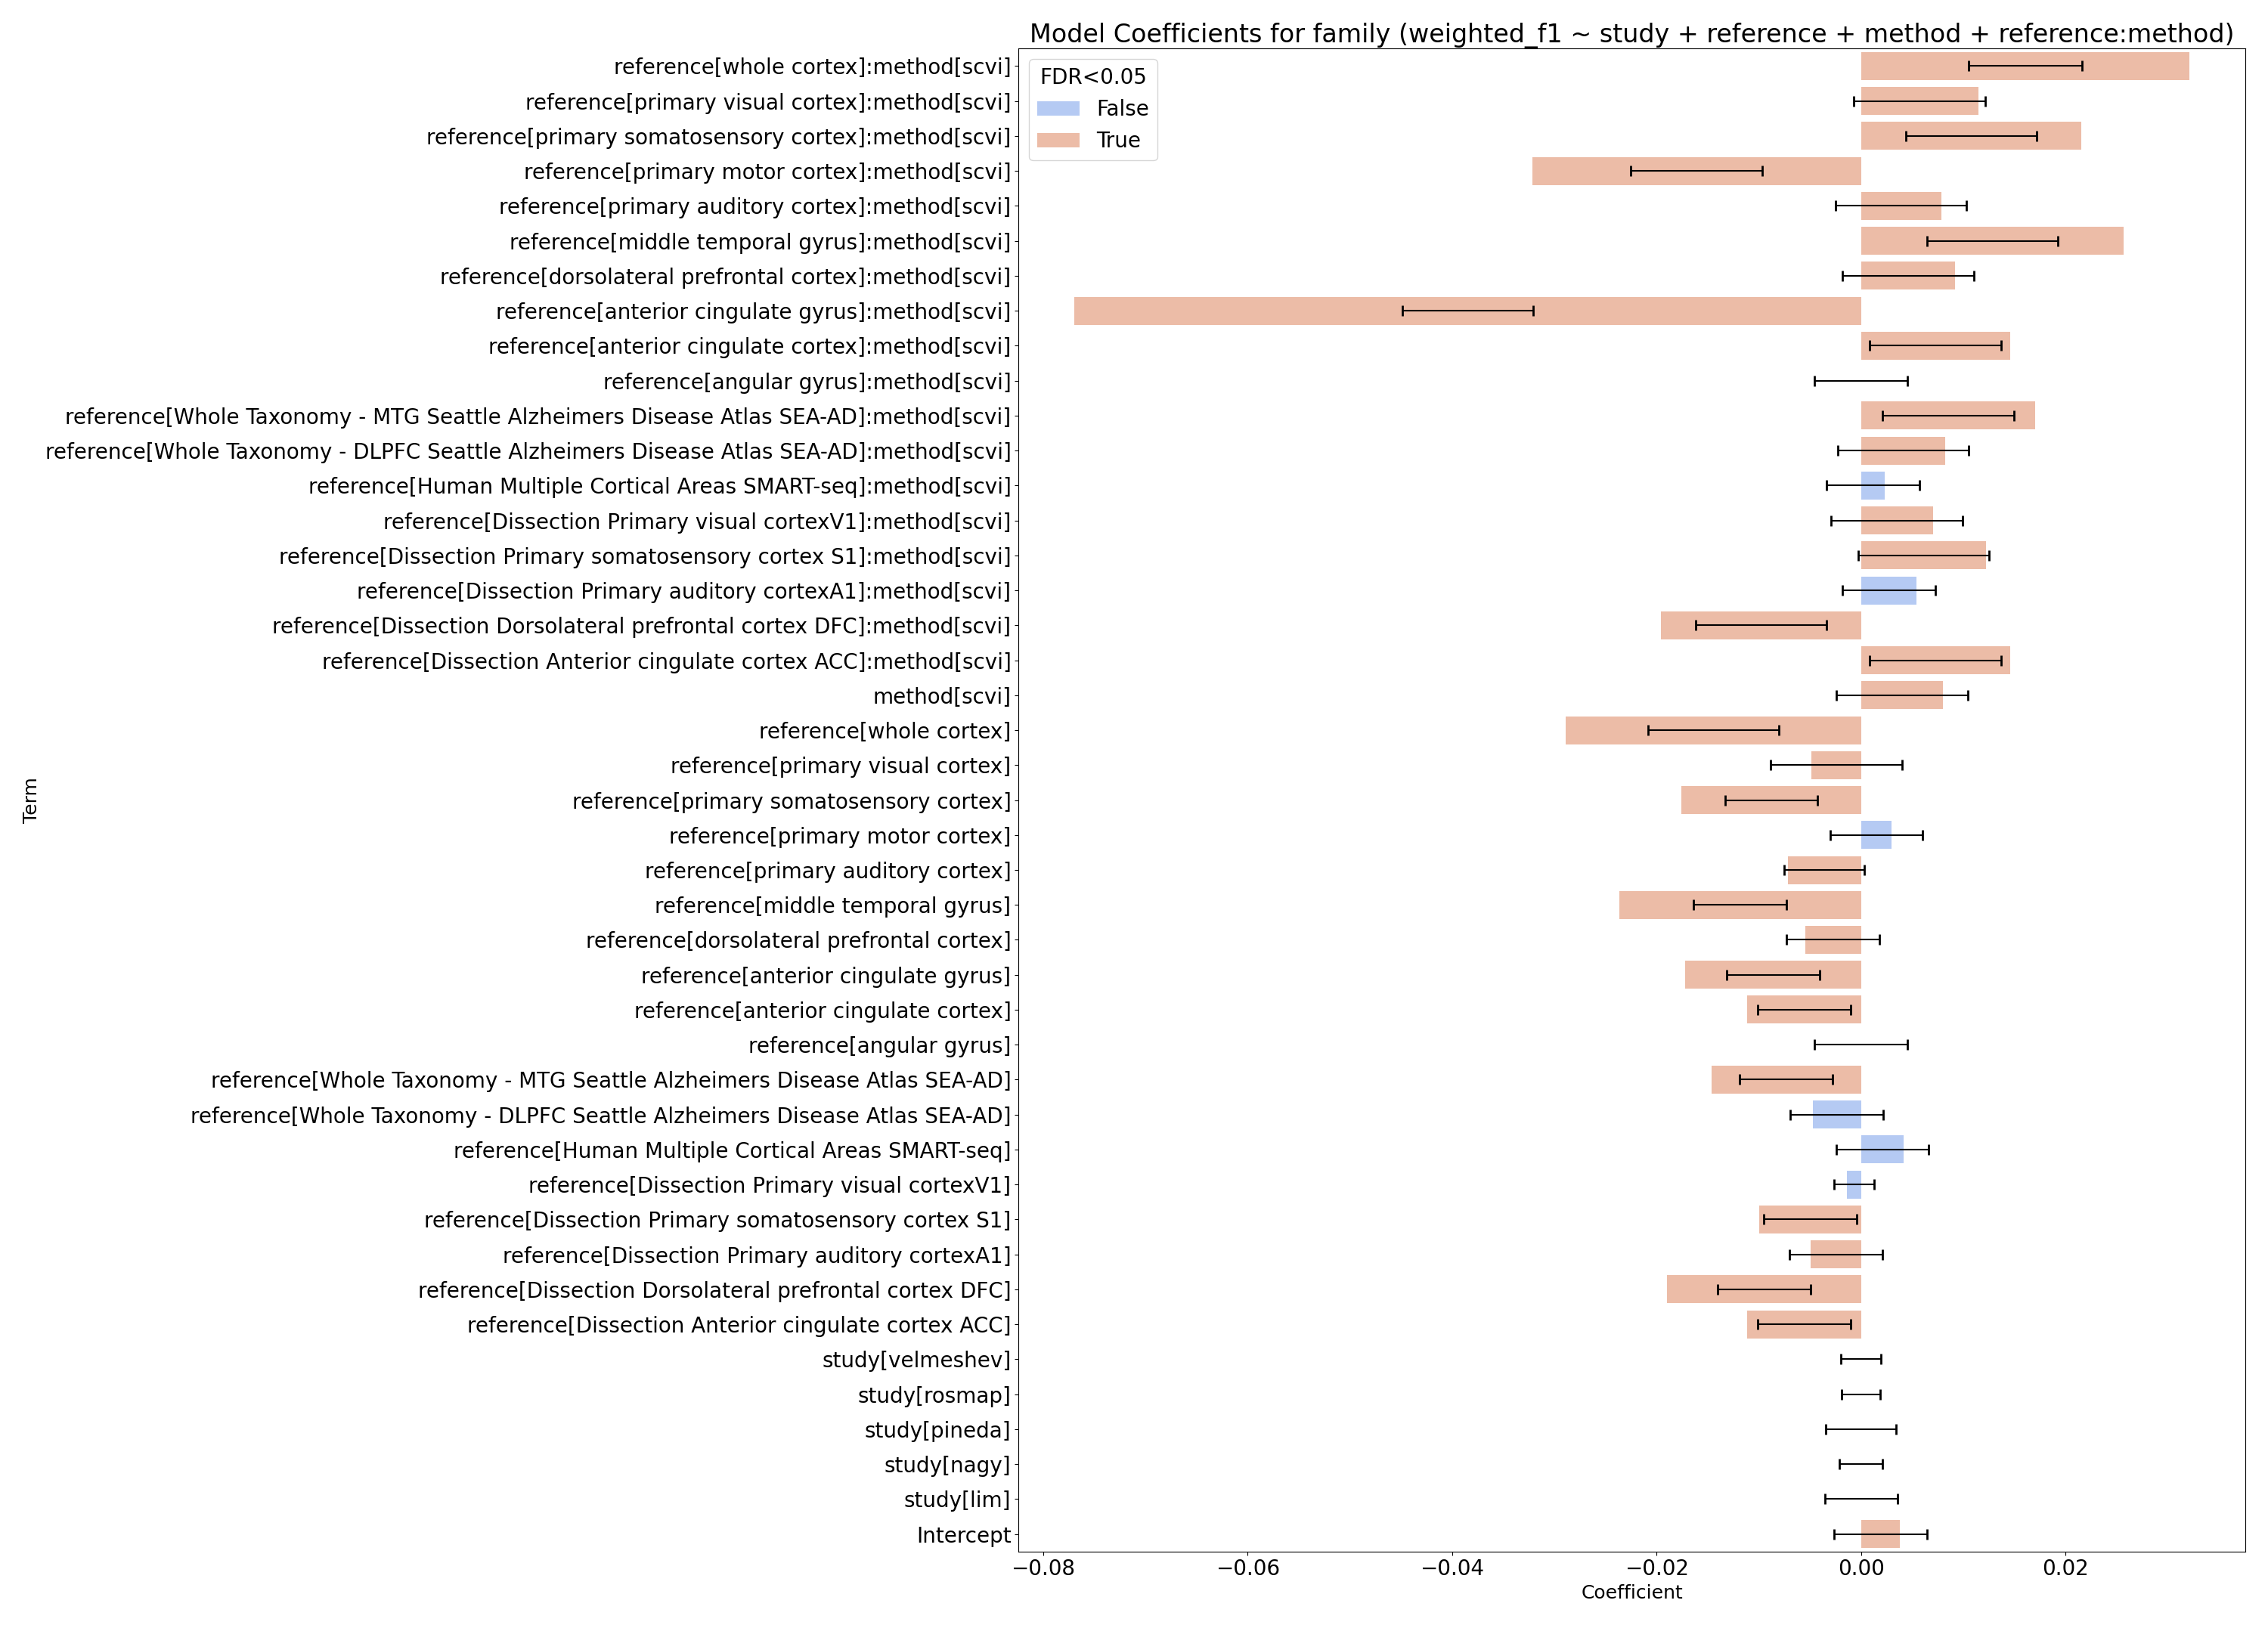 Model Coefficients for family (weighted_f1 ~ study + reference + method + reference:method)
FDR<0.05
False
True
reference[whole cortex]:method[scvi]
reference[primary visual cortex]:method[scvi]
reference[primary somatosensory cortex]:method[scvi]
reference[primary motor cortex]:method[scvi]
reference[primary auditory cortex]:method[scvi]
reference[middle temporal gyrus]:method[scvi]
reference[dorsolateral prefrontal cortex]:method[scvi]
reference[anterior cingulate gyrus]:method[scvi]
reference[anterior cingulate cortex]:method[scvi]
reference[angular gyrus]:method[scvi]
reference[Whole Taxonomy - MTG Seattle Alzheimers Disease Atlas SEA-AD]:method[scvi]
reference[Whole Taxonomy - DLPFC Seattle Alzheimers Disease Atlas SEA-AD]:method[scvi]
reference[Human Multiple Cortical Areas SMART-seq]:method[scvi]
reference[Dissection Primary visual cortexV1]:method[scvi]
reference[Dissection Primary somatosensory cortex S1]:method[scvi]
reference[Dissection Primary auditory cortexA1]:method[scvi]
reference[Dissection Dorsolateral prefrontal cortex DFC]:method[scvi]
reference[Dissection Anterior cingulate cortex ACC]:method[scvi]
method[scvi]
reference[whole cortex]
reference[primary visual cortex]
reference[primary somatosensory cortex]
reference[primary motor cortex]
reference[primary auditory cortex]
reference[middle temporal gyrus]
reference[dorsolateral prefrontal cortex]
reference[anterior cingulate gyrus]
reference[anterior cingulate cortex]
reference[angular gyrus]
reference[Whole Taxonomy - MTG Seattle Alzheimers Disease Atlas SEA-AD]
reference[Whole Taxonomy - DLPFC Seattle Alzheimers Disease Atlas SEA-AD]
reference[Human Multiple Cortical Areas SMART-seq]
reference[Dissection Primary visual cortexV1]
reference[Dissection Primary somatosensory cortex S1]
reference[Dissection Primary auditory cortexA1]
reference[Dissection Dorsolateral prefrontal cortex DFC]
reference[Dissection Anterior cingulate cortex ACC]
study[velmeshev]
study[rosmap]
study[pineda]
study[nagy]
study[lim]
Intercept
Term
−0.08 −0.06 −0.04 −0.02 0.00 0.02
Coefficient